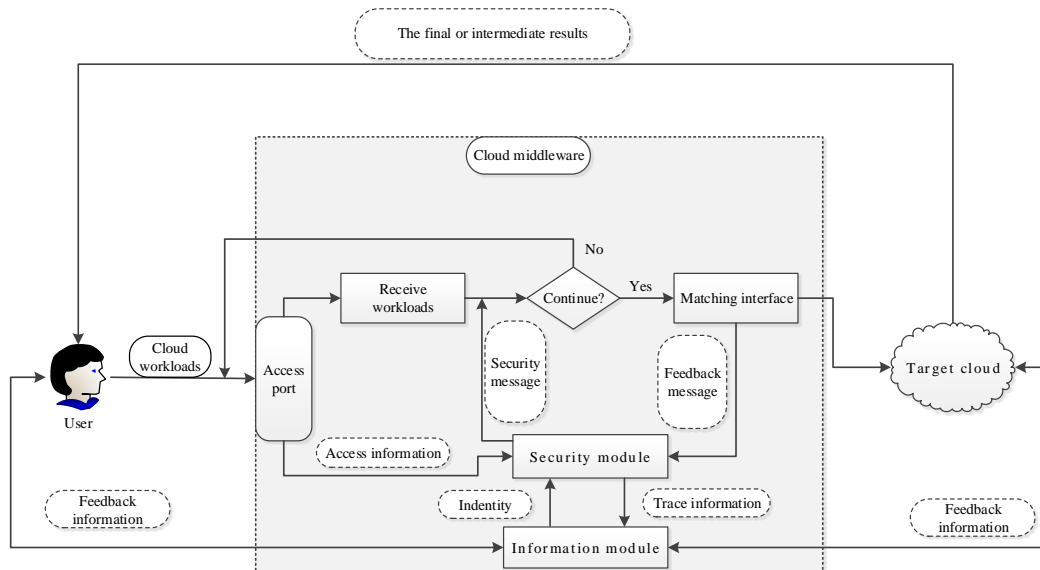 The final or intermediate results
Cloud middleware
No
Receive
workloads
Continue?
Yes
Matching interface
Cloud
workloads
Access
port
Security
message
Feedback
message
Target cloud
User
Access information
Security module
Feedback
information
Indentity
Trace information
Feedback
information
Information module